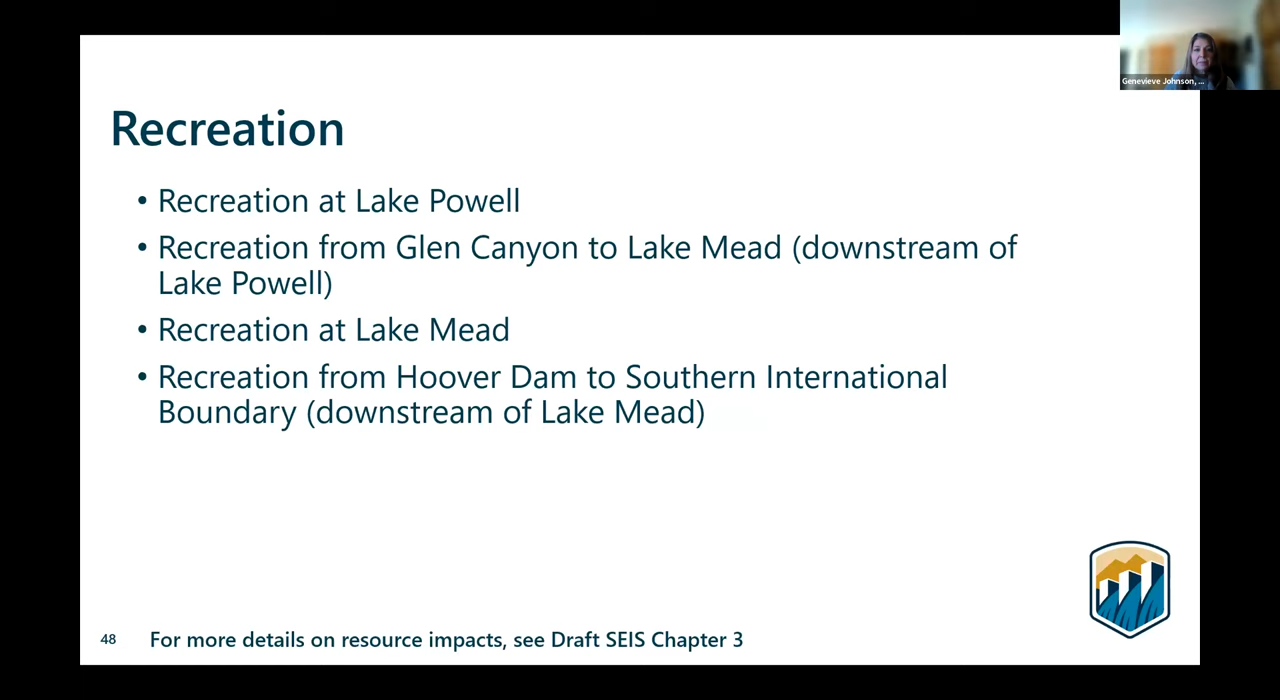 Genevieve Johnson, ...
Recreation
• Recreation at Lake Powell
• Recreation from Glen Canyon to Lake Mead (downstream of
Lake Powell)
• Recreation at Lake Mead
• Recreation from Hoover Dam to Southern International
Boundary (downstream of Lake Mead)
48
For more details on resource impacts, see Draft SEIS Chapter 3